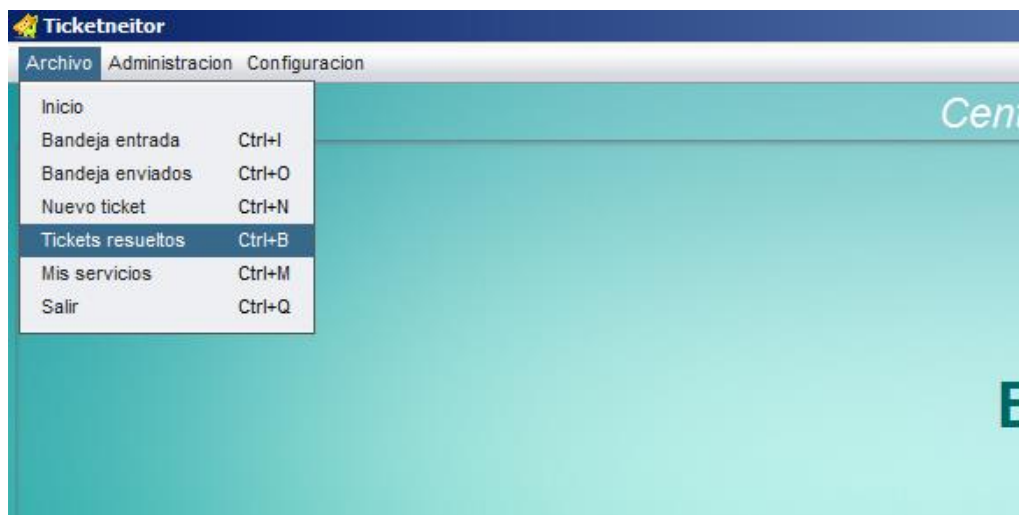 Ticketneitor
Archivo Administracion Configuracion
Cent
Inicio
Bandeja entrada Ctrl+I
Bandeja enviados Ctrl+O
Nuevo ticket Ctrl+N
Tickets resueltos Ctrl+B
Mis servicios Ctrl+M
Salir Ctrl+Q